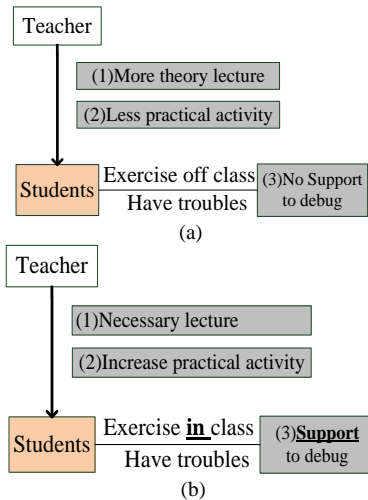 Teacher
(1)More theory lecture
(2)Less practical activity
Students
Exercise off class
Have troubles
(3)No Support
to debug
(a)
Teacher
(1)Necessary lecture
(2)Increase practical activity
Students
Exercise in class
Have troubles
(3)Support
to debug
(b)